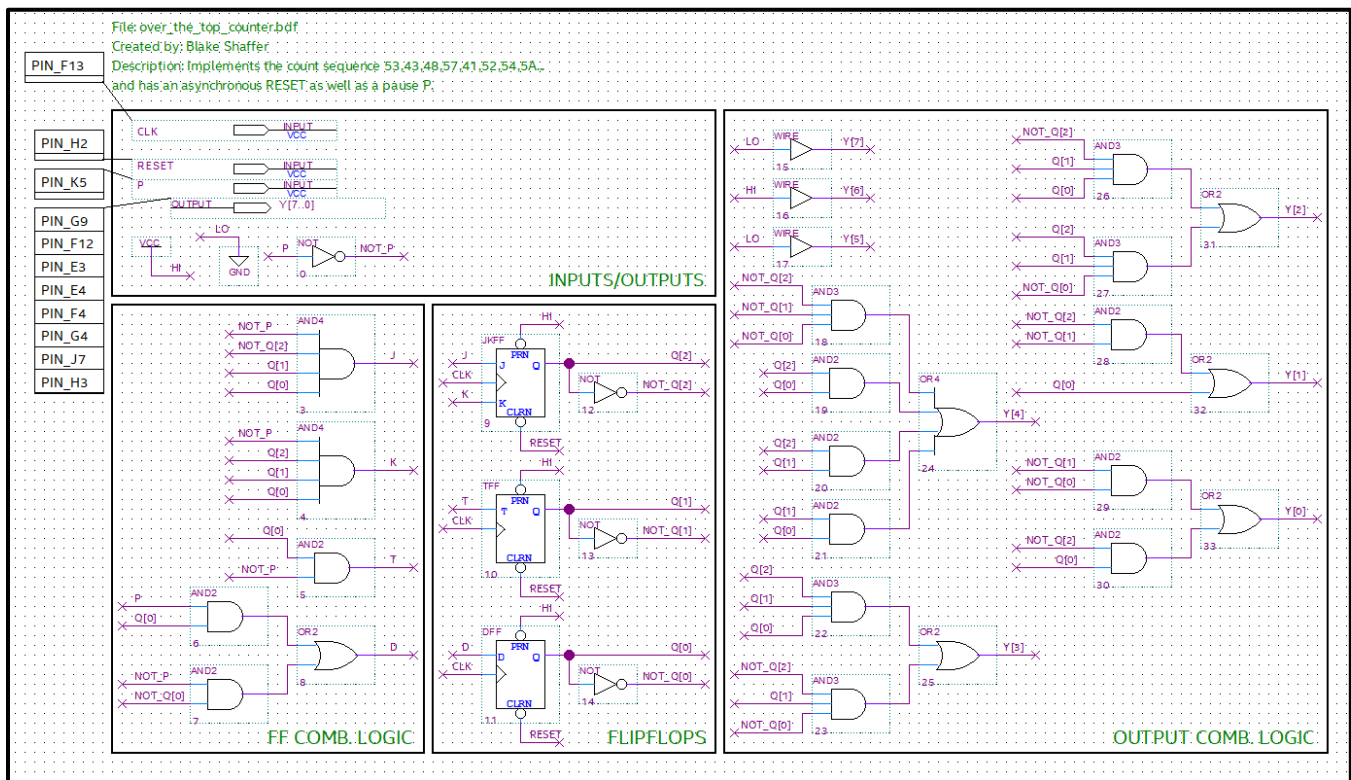 File: over_the_top_counter.bdf
Created by: Blake Shaffer
Description: Implements the count sequence 53,43,48,57,41,52,54,5A...
and has an asynchronous RESET as well as a pause P.
PIN_F13
PIN_H2
PIN_K5
PIN_G9
PIN_F12
PIN_E3
PIN_E4
PIN_F4
PIN_G4
PIN_J7
PIN_H3
CLK
INPUT
VCC
RESET
INPUT
VCC
P
INPUT
VCC
OUTPUT
Y[7..0]
VCC
HI
LO
GND
P
NOT
NOT_P
0
INPUTS/OUTPUTS
AND4
NOT_P
NOT_Q[2]
Q[1]
Q[0]
J
3
AND4
NOT_P
Q[2]
Q[1]
Q[0]
K
4
AND2
Q[0]
NOT_P
T
5
AND2
P
Q[0]
6
AND2
NOT_P
NOT_Q[0]
7
OR2
D
8
FF COMB. LOGIC
HI
JKFF
PRN
J
J
Q
Q[2]
CLK
K
K
CLRN
9
RESET
NOT
NOT_Q[2]
12
HI
TFF
PRN
T
T
Q
Q[1]
CLK
CLRN
10
RESET
NOT
NOT_Q[1]
13
HI
DFF
PRN
D
D
Q
Q[0]
CLK
CLRN
11
RESET
NOT
NOT_Q[0]
14
FLIPFLOPS
LO
WIRE
Y[7]
15
HI
WIRE
Y[6]
16
LO
WIRE
Y[5]
17
NOT_Q[2]
NOT_Q[1]
NOT_Q[0]
AND3
18
Q[2]
Q[0]
AND2
19
Q[2]
Q[1]
AND2
20
Q[1]
Q[0]
AND2
21
OR4
Y[4]
24
Q[2]
Q[1]
Q[0]
AND3
22
NOT_Q[2]
Q[1]
NOT_Q[0]
AND3
23
OR2
Y[3]
25
NOT_Q[2]
Q[1]
Q[0]
AND3
26
Q[2]
Q[1]
NOT_Q[0]
AND3
27
OR2
Y[2]
31
NOT_Q[2]
NOT_Q[1]
AND2
28
Q[0]
OR2
Y[1]
32
NOT_Q[1]
NOT_Q[0]
AND2
29
NOT_Q[2]
Q[0]
AND2
30
OR2
Y[0]
33
OUTPUT COMB. LOGIC